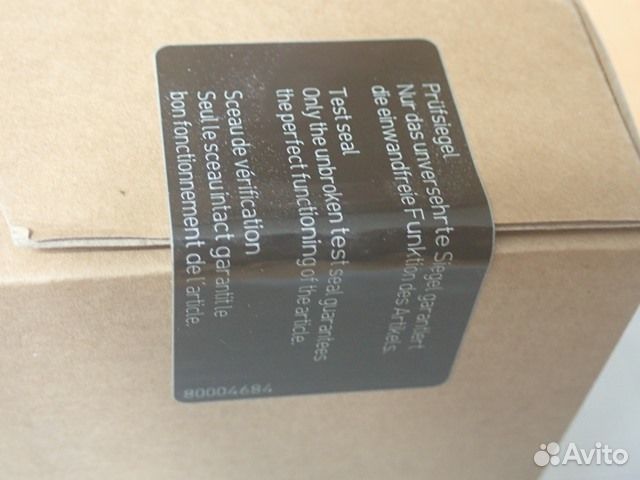 Prüfsiegel
Nur das unversehrte Siegel garantiert
die einwandfreie Funktion des Artikels.
Test seal
Only the unbroken test seal guarantees
the perfect functioning of the article.
Sceau de vérification
Seul le sceau intact garantit le
bon fonctionnement de l'article.
80004684
Avito